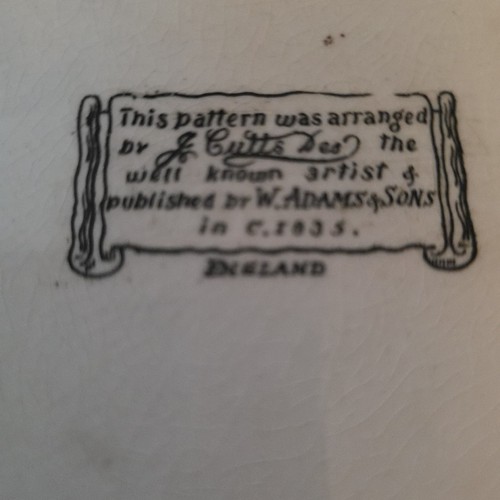 This pattern was arranged
by J. Cutts Des the
well known artist &
published by W. ADAMS & SONS
in C. 1835.
ENGLAND